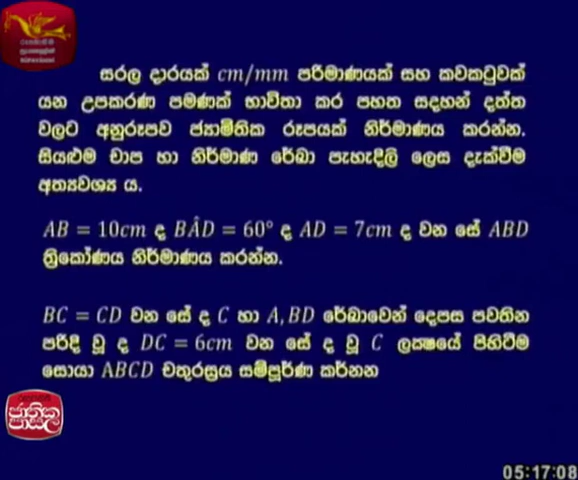 සරල දාරයක් cm/mm පරිමාණයක් සහ කවකටුවක්
යන උපකරණ පමණක් භාවිතා කර පහත සඳහන් දත්ත
වලට අනුරූපව ජ්‍යාමිතික රූපයක් නිර්මාණය කරන්න.
සියළුම චාප හා නිර්මාණ රේඛා පැහැදිලි ලෙස දැක්වීම
අත්‍යවශ්‍ය ය.
AB = 10cm ද BÂD = 60° ද AD = 7cm ද වන සේ ABD
ත්‍රිකෝණය නිර්මාණය කරන්න.
BC = CD වන සේ ද C හා A, BD රේඛාවෙන් දෙපස පවතින
පරිදි වූ ද DC = 6cm වන සේ ද වූ C ලක්‍ෂයේ පිහිටීම
සොයා ABCD චතුරස්‍රය සම්පූර්ණ කර්නන
ජාතික
පාසල
05:17:08